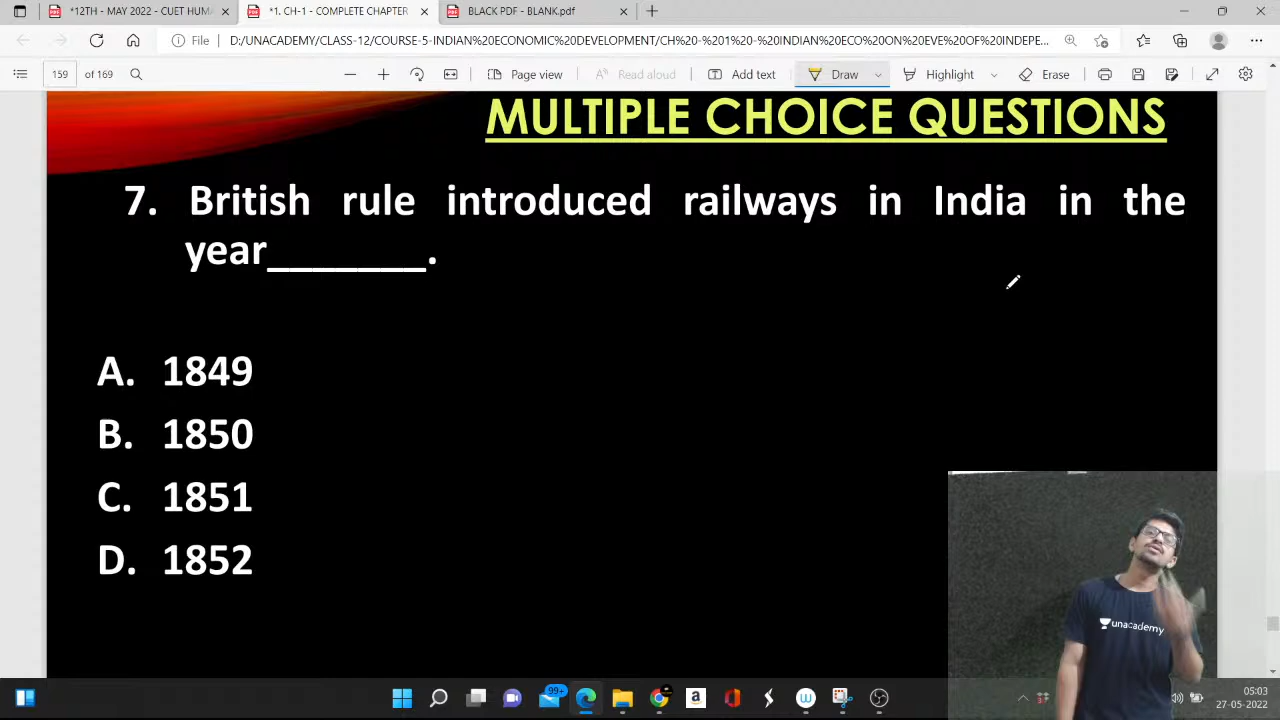 *12TH - MAY 2022 - CUET HUMA
*1. CH-1 - COMPLETE CHAPTER
BLACK PDF - BLANK.pdf
File
D:/UNACADEMY/CLASS-12/COURSE-5-INDIAN%20ECONOMIC%20DEVELOPMENT/CH%20-%201%20-%20INDIAN%20ECO%20ON%20EVE%20OF%20INDEPE...
159 of 169
Page view
Read aloud
Add text
Draw
Highlight
Erase
MULTIPLE CHOICE QUESTIONS
7. British rule introduced railways in India in the
year_______.
A. 1849
B. 1850
C. 1851
D. 1852
unacademy
99+
05:03
27-05-2022